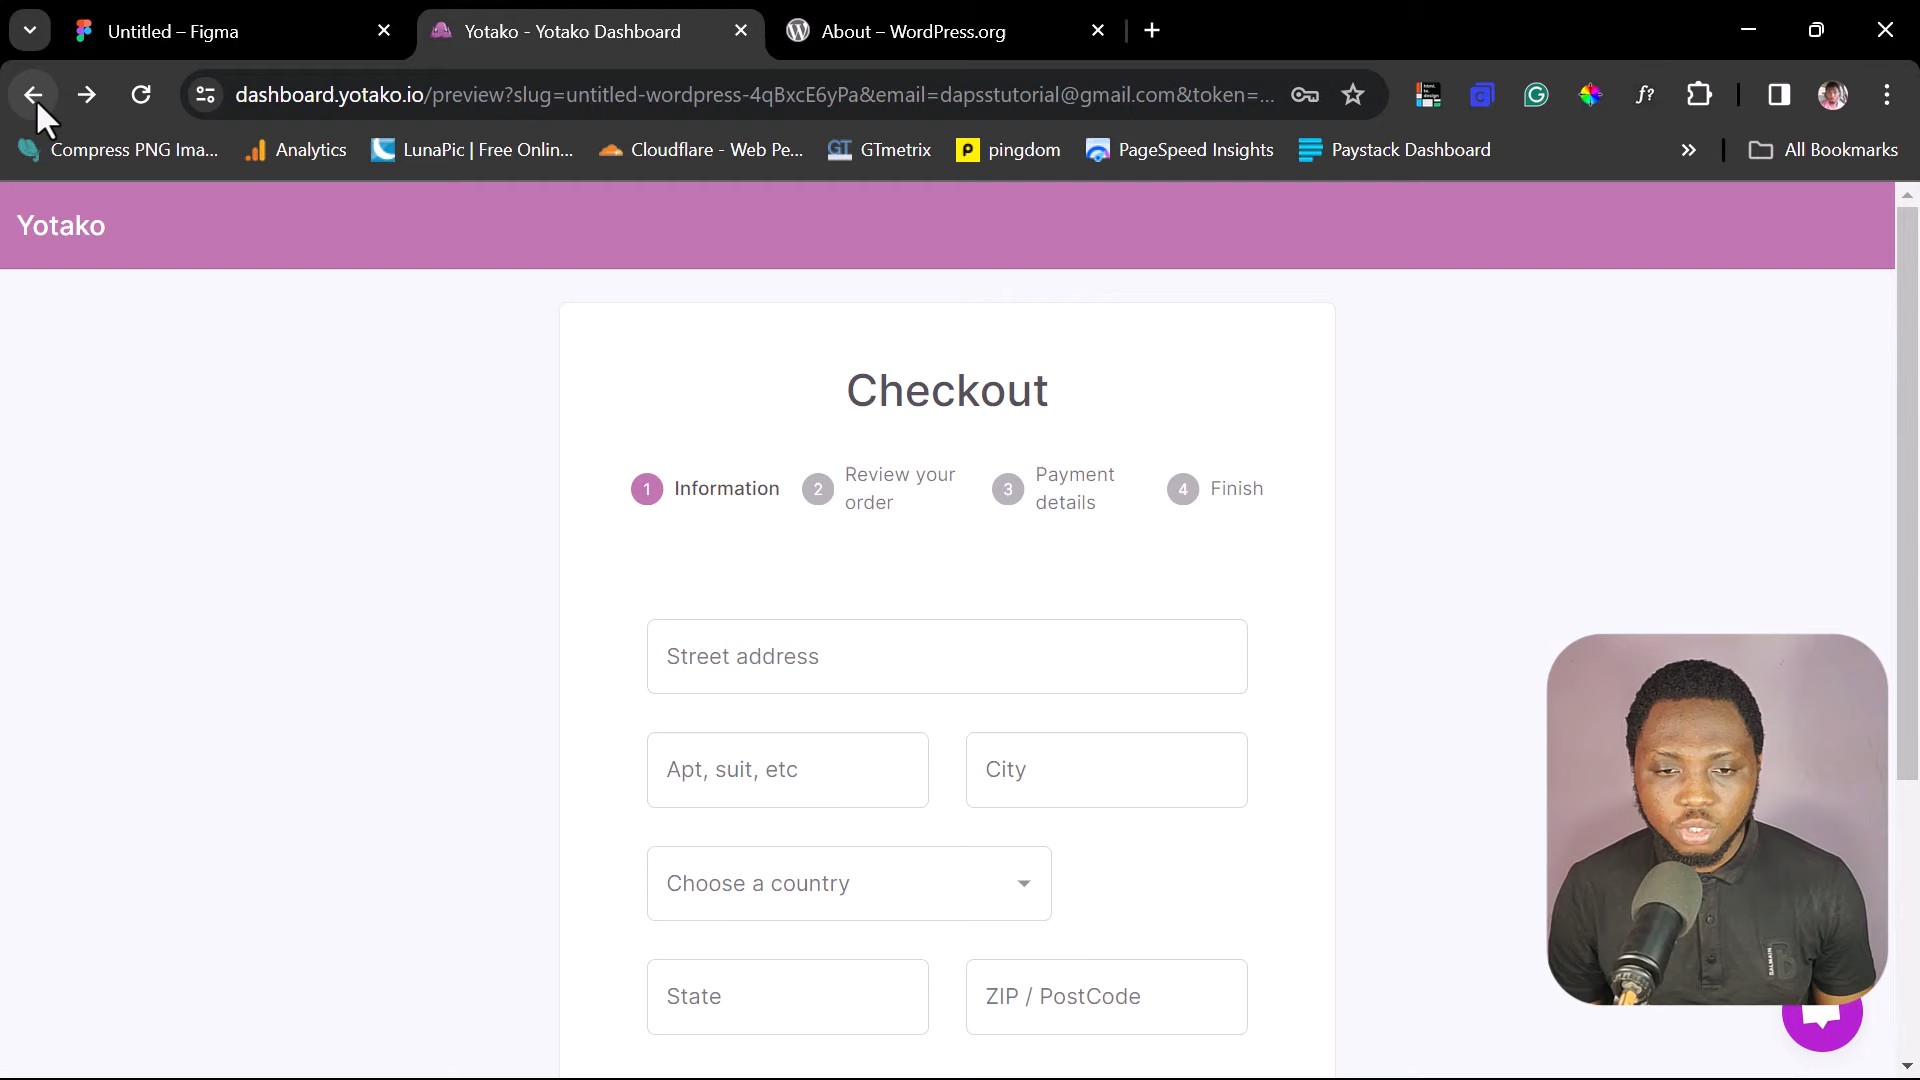 Untitled – Figma
Yotako - Yotako Dashboard
About – WordPress.org
dashboard.yotako.io/preview?slug=untitled-wordpress-4qBxcE6yPa&email=dapsstutorial@gmail.com&token=...
f?
Compress PNG Ima...
Analytics
LunaPic | Free Onlin...
Cloudflare - Web Pe...
GT GTmetrix
p pingdom
PageSpeed Insights
Paystack Dashboard
»
All Bookmarks
Yotako
Checkout
1 Information
2 Review your
order
3 Payment
details
4 Finish
Street address
Apt, suit, etc
City
Choose a country
State
ZIP / PostCode